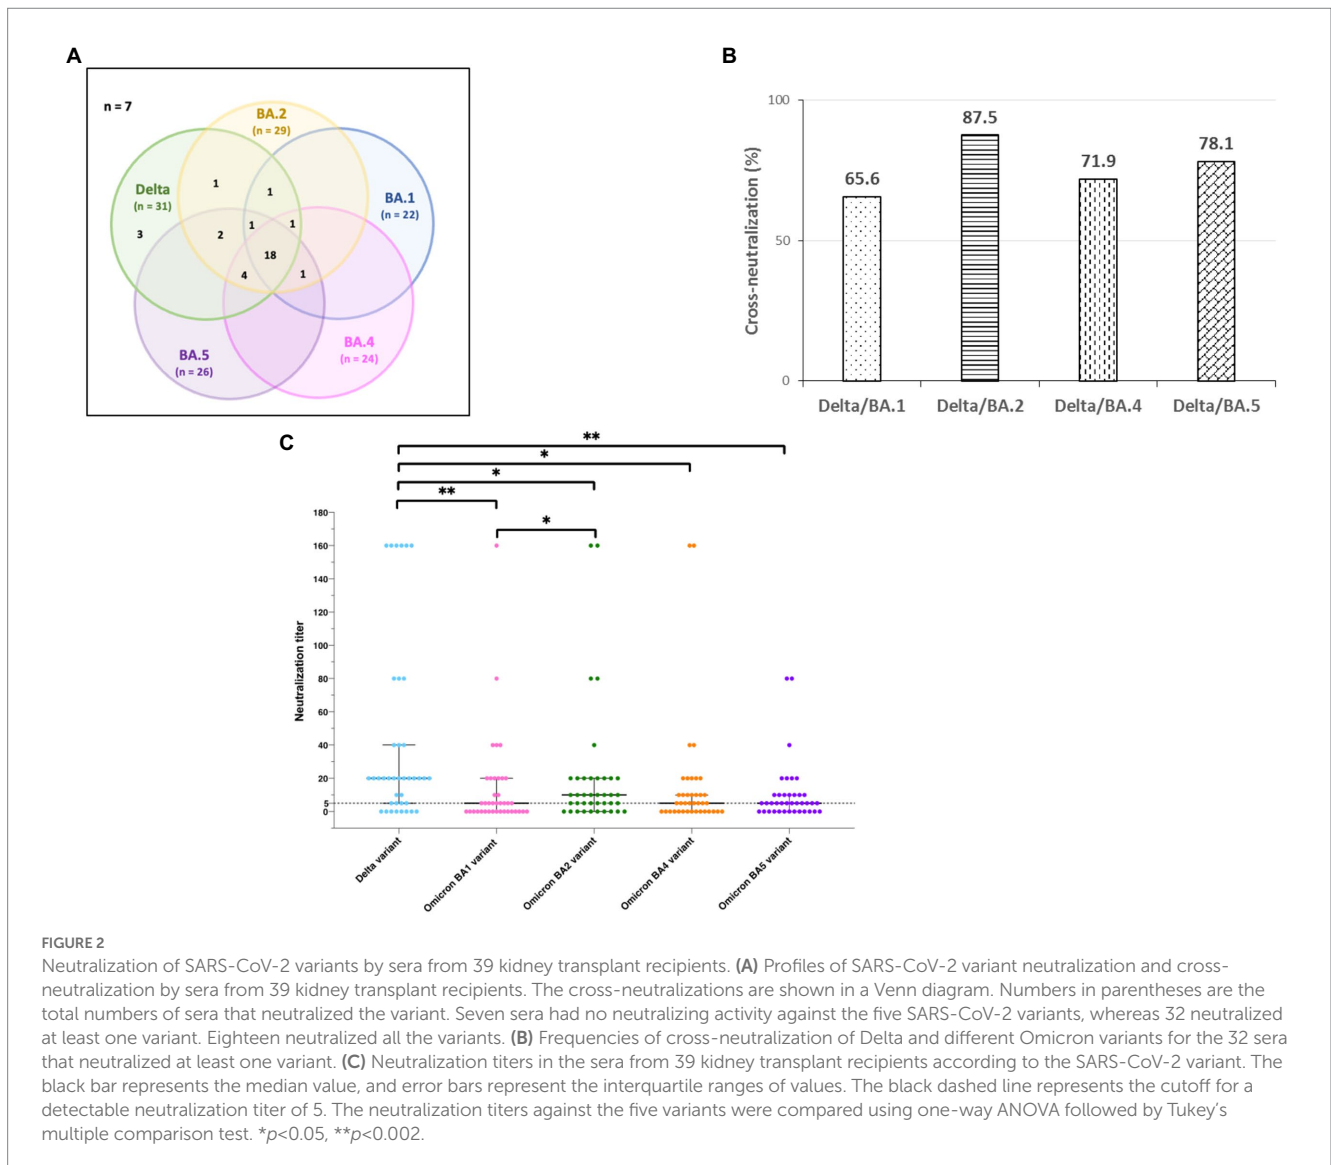 A
n = 7
BA.2
(n = 29)
Delta
(n = 31)
BA.1
(n = 22)
1
1
3
2
1
1
18
4
1
BA.4
(n = 24)
BA.5
(n = 26)
B
Cross-neutralization (%)
100
50
0
65.6
87.5
71.9
78.1
Delta/BA.1
Delta/BA.2
Delta/BA.4
Delta/BA.5
C
**
*
*
**
*
Neutralization titer
180
160
140
120
100
80
60
40
20
5
0
Delta variant
Omicron BA1 variant
Omicron BA2 variant
Omicron BA4 variant
Omicron BA5 variant
FIGURE 2
Neutralization of SARS-CoV-2 variants by sera from 39 kidney transplant recipients. (A) Profiles of SARS-CoV-2 variant neutralization and cross-
neutralization by sera from 39 kidney transplant recipients. The cross-neutralizations are shown in a Venn diagram. Numbers in parentheses are the
total numbers of sera that neutralized the variant. Seven sera had no neutralizing activity against the five SARS-CoV-2 variants, whereas 32 neutralized
at least one variant. Eighteen neutralized all the variants. (B) Frequencies of cross-neutralization of Delta and different Omicron variants for the 32 sera
that neutralized at least one variant. (C) Neutralization titers in the sera from 39 kidney transplant recipients according to the SARS-CoV-2 variant. The
black bar represents the median value, and error bars represent the interquartile ranges of values. The black dashed line represents the cutoff for a
detectable neutralization titer of 5. The neutralization titers against the five variants were compared using one-way ANOVA followed by Tukey’s
multiple comparison test. *p<0.05, **p<0.002.